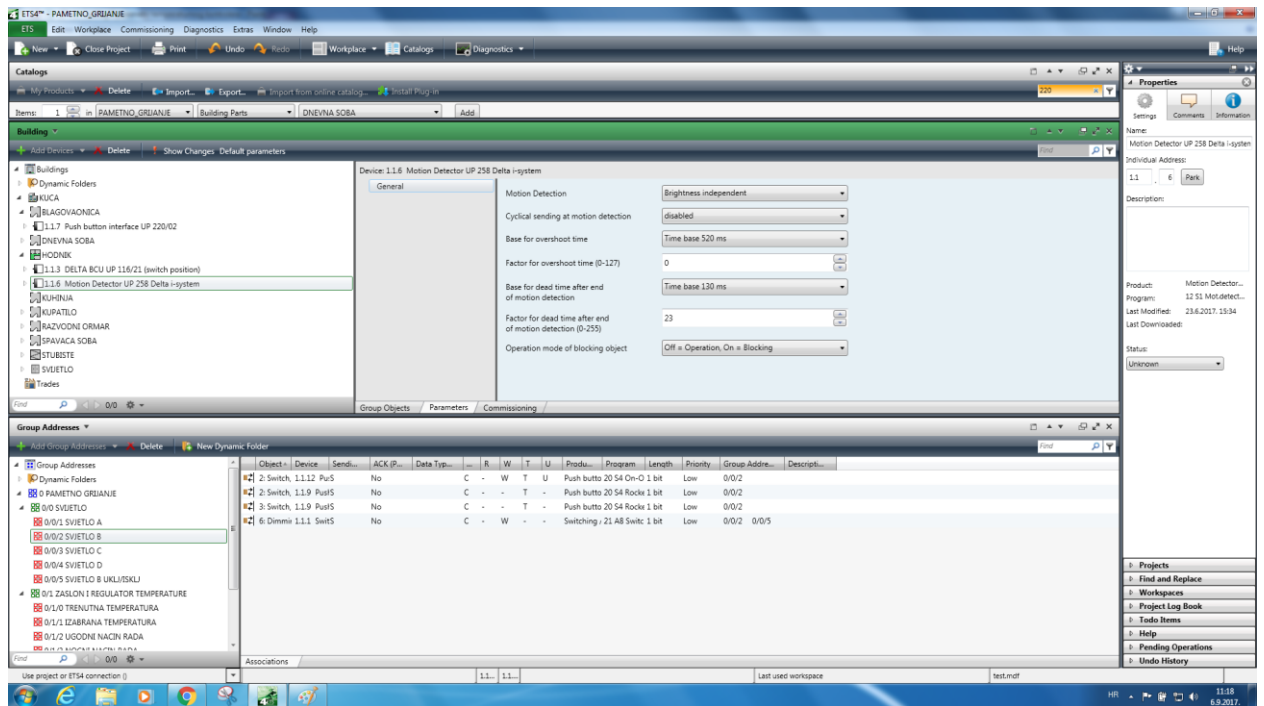 ETS4™ - PAMETNO_GRIJANJE
ETS Edit Workplace Commissioning Diagnostics Extras Window Help
New Close Project Print Undo Redo Workplace Catalogs Diagnostics Help
Catalogs
My Products Delete Import... Export... Import from online catalog... Install Plug-in 220
Items: 1 in PAMETNO_GRIJANJE Building Parts DNEVNA SOBA Add
Building
Add Devices Delete Show Changes Default parameters Find
Buildings
Dynamic Folders
KUCA
BLAGOVAONICA
1.1.7 Push button interface UP 220/02
DNEVNA SOBA
HODNIK
1.1.3 DELTA BCU UP 116/21 (switch position)
1.1.6 Motion Detector UP 258 Delta i-system
KUHINJA
KUPATILO
RAZVODNI ORMAR
SPAVACA SOBA
STUBISTE
SVIJETLO
Trades
Find 0/0
Device: 1.1.6 Motion Detector UP 258 Delta i-system
General
Motion Detection Brightness independent
Cyclical sending at motion detection disabled
Base for overshoot time Time base 520 ms
Factor for overshoot time (0-127) 0
Base for dead time after end Time base 130 ms
of motion detection
Factor for dead time after end 23
of motion detection (0-255)
Operation mode of blocking object Off = Operation, On = Blocking
Group Objects Parameters Commissioning
Group Addresses
Add Group Addresses Delete New Dynamic Folder Find
Group Addresses
Dynamic Folders
0 PAMETNO GRIJANJE
0/0 SVIJETLO
0/0/1 SVJETLO A
0/0/2 SVJETLO B
0/0/3 SVJETLO C
0/0/4 SVJETLO D
0/0/5 SVJETLO B UKLJ/ISKLJ
0/1 ZASLON I REGULATOR TEMPERATURE
0/1/0 TRENUTNA TEMPERATURA
0/1/1 IZABRANA TEMPERATURA
0/1/2 UGODNI NACIN RADA
Find 0/0
Object Device Sendi... ACK (P... Data Typ... ... R W T U Produ... Program Length Priority Group Addre... Descripti...
2: Switch, 1.1.12 Pu:S No C - W T U Push butto 20 S4 On-O 1 bit Low 0/0/2
2: Switch, 1.1.9 PusIS No C - - T - Push butto 20 S4 Rocke 1 bit Low 0/0/2
3: Switch, 1.1.9 PusIS No C - - T - Push butto 20 S4 Rocke 1 bit Low 0/0/2
6: Dimmi 1.1.1 SwitS No C - W - - Switching / 21 A8 Switc 1 bit Low 0/0/2 0/0/5
Associations
Properties
Settings Comments Information
Name:
Motion Detector UP 258 Delta i-system
Individual Address:
1.1 . 6 Park
Description:
Product: Motion Detector...
Program: 12 S1 Mot.detect...
Last Modified: 23.6.2017. 15:34
Last Downloaded:
Status:
Unknown
Projects
Find and Replace
Workspaces
Project Log Book
Todo Items
Help
Pending Operations
Undo History
Use project or ETS4 connection () 1.1... 1.1... Last used workspace test.mdf
HR 11:18
6.9.2017.